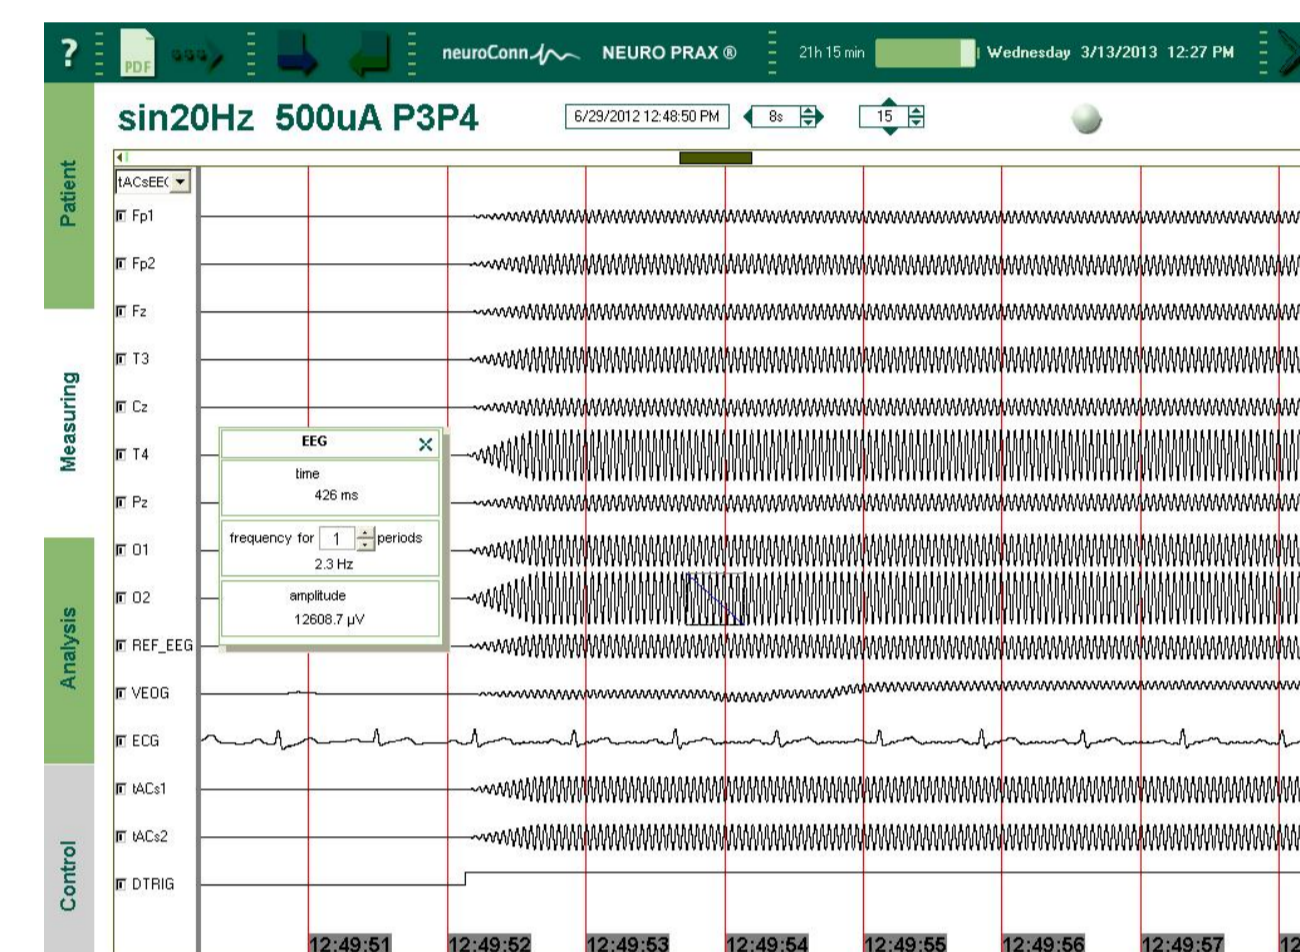 ? PDF neuroConn NEURO PRAX ® 21h 15 min Wednesday 3/13/2013 12:27 PM
sin20Hz 500uA P3P4 6/29/2012 12:48:50 PM 8s 15
Patient
Measuring
Analysis
Control
tACsEE(
Fp1
Fp2
Fz
T3
Cz
T4
Pz
O1
O2
REF_EEG
VEOG
ECG
tACs1
tACs2
DTRIG
EEG
time
426 ms
frequency for 1 periods
2.3 Hz
amplitude
12608.7 µV
12:49:51 12:49:52 12:49:53 12:49:54 12:49:55 12:49:56 12:49:57 12